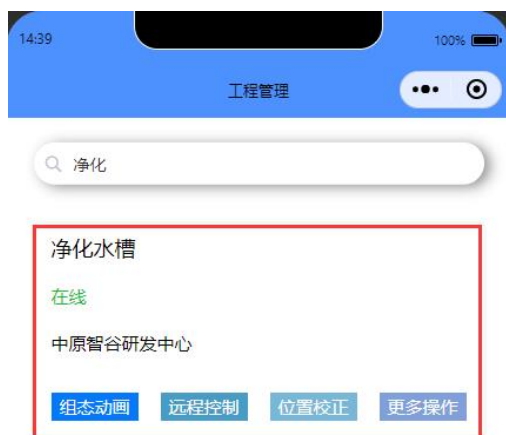 14:39
100%
工程管理
净化
净化水槽
在线
中原智谷研发中心
组态动画 远程控制 位置校正 更多操作